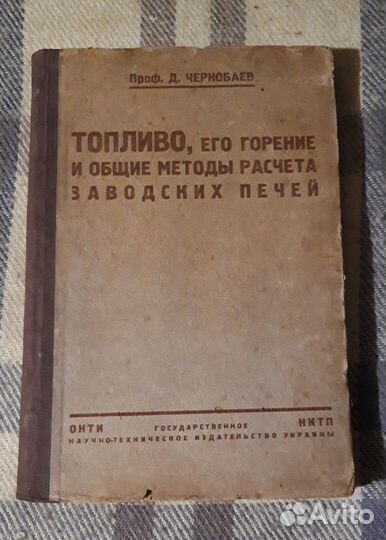 Проф. Д. ЧЕРНОБАЕВ
ТОПЛИВО, ЕГО ГОРЕНИЕ
И ОБЩИЕ МЕТОДЫ РАСЧЕТА
ЗАВОДСКИХ ПЕЧЕЙ
ОНТИ ГОСУДАРСТВЕННОЕ НКТП
НАУЧНО-ТЕХНИЧЕСКОЕ ИЗДАТЕЛЬСТВО УКРАИНЫ
Avito